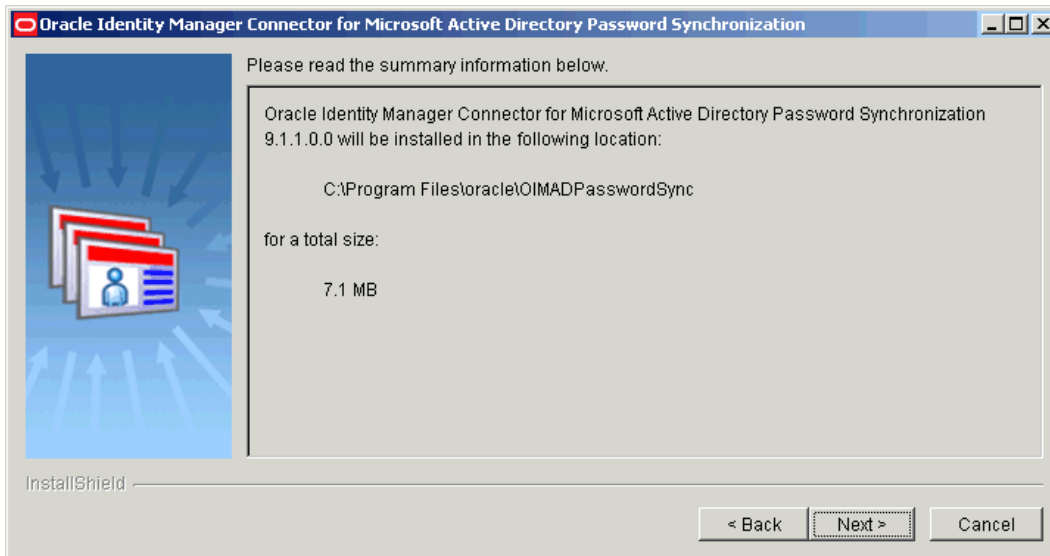 Oracle Identity Manager Connector for Microsoft Active Directory Password Synchronization
Please read the summary information below.
Oracle Identity Manager Connector for Microsoft Active Directory Password Synchronization
9.1.1.0.0 will be installed in the following location:
C:\Program Files\oracle\OIMADPasswordSync
for a total size:
7.1 MB
InstallShield
< Back
Next >
Cancel